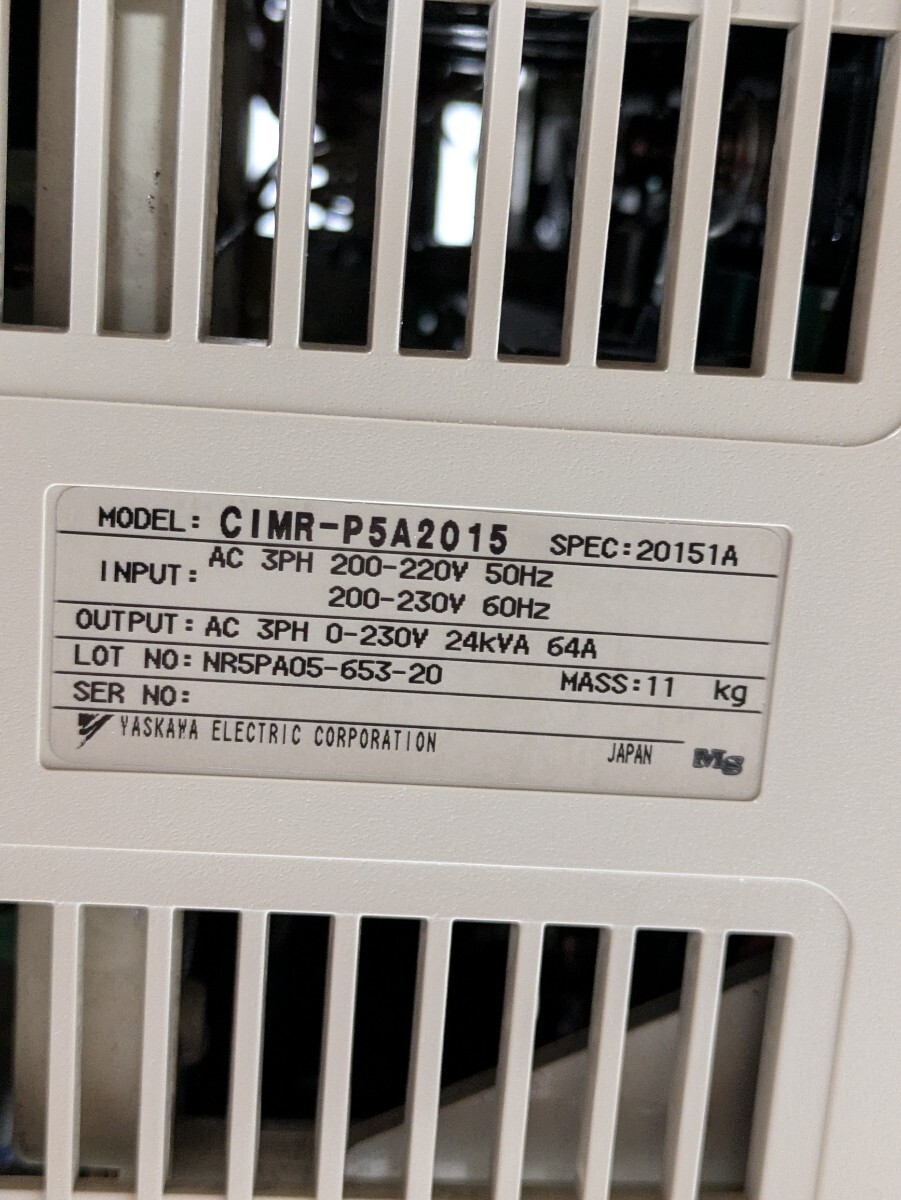 MODEL: CIMR-P5A2015 SPEC:20151A
INPUT: AC 3PH 200-220V 50Hz
200-230V 60Hz
OUTPUT: AC 3PH 0-230V 24kVA 64A
LOT NO: NR5PA05-653-20 MASS:11 kg
SER NO:
YASKAWA ELECTRIC CORPORATION JAPAN MS